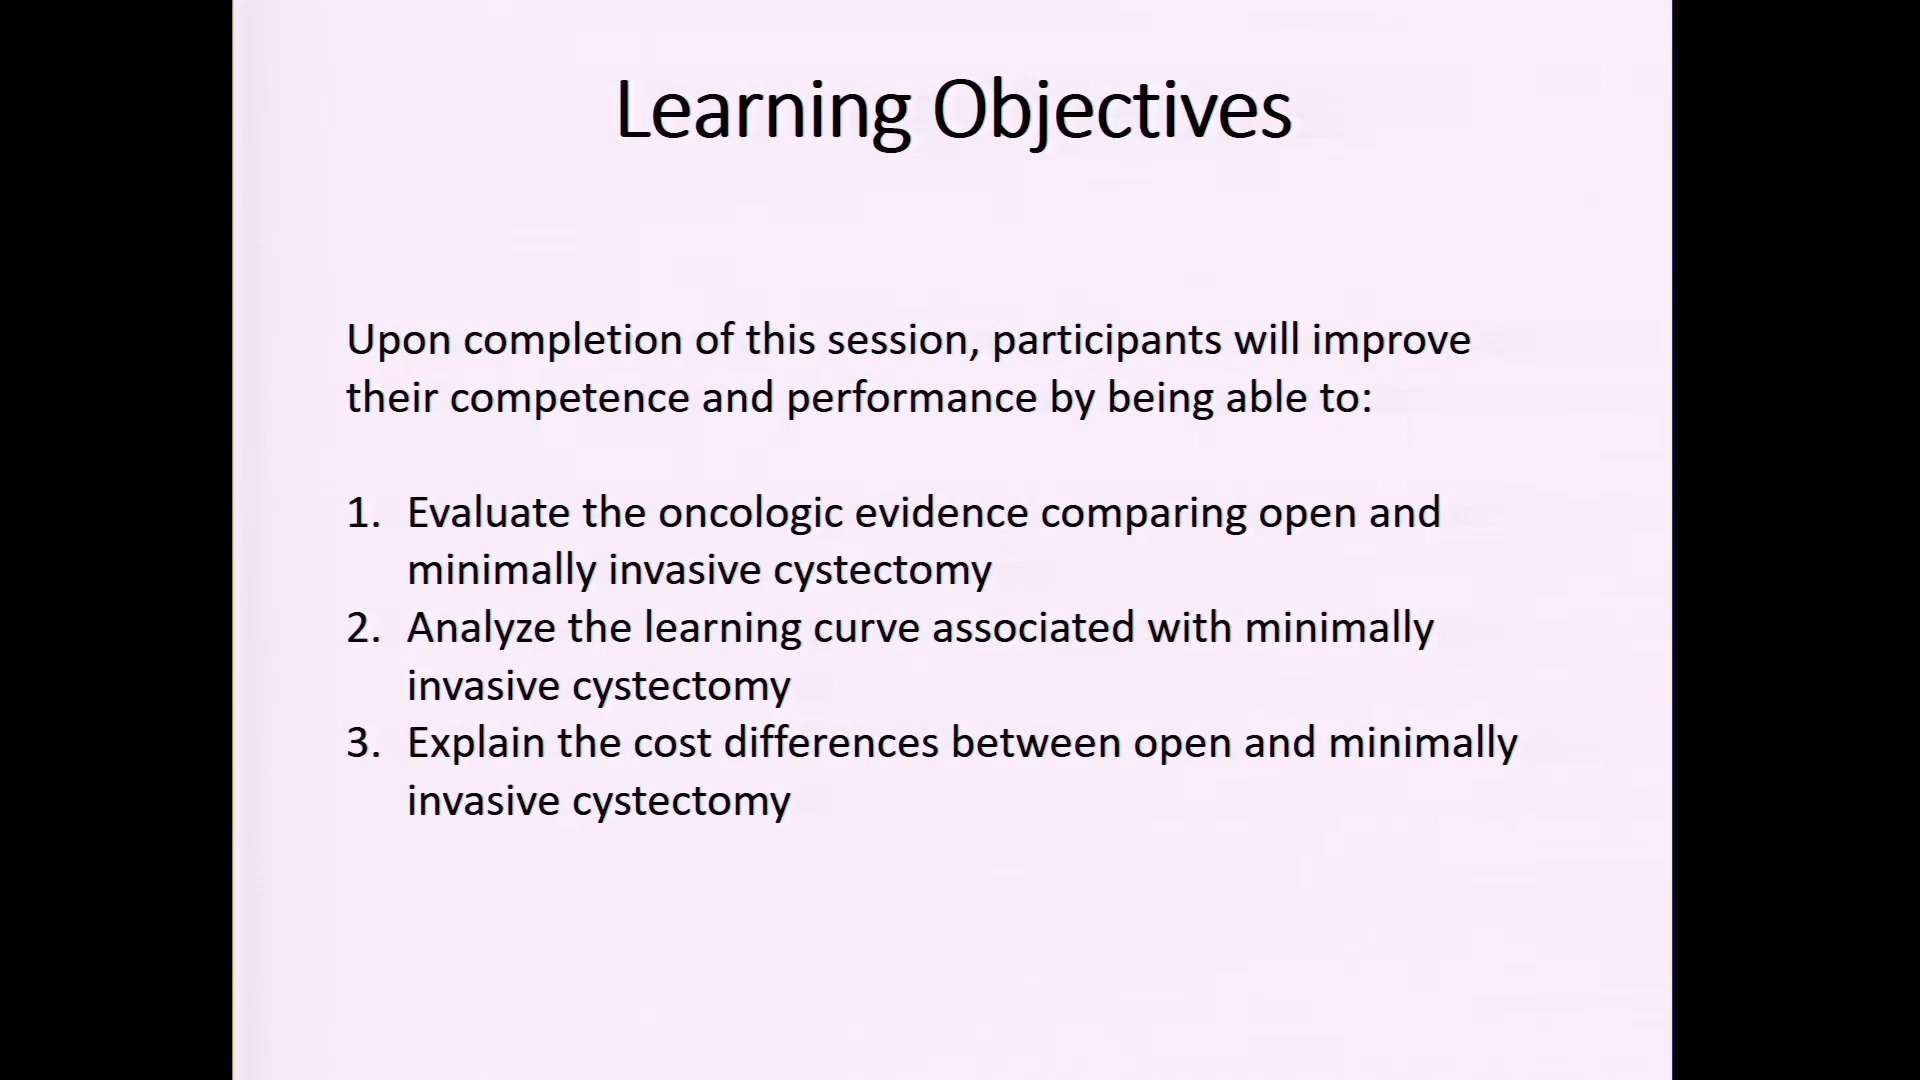 Learning Objectives
Upon completion of this session, participants will improve
their competence and performance by being able to:
1. Evaluate the oncologic evidence comparing open and
minimally invasive cystectomy
2. Analyze the learning curve associated with minimally
invasive cystectomy
3. Explain the cost differences between open and minimally
invasive cystectomy